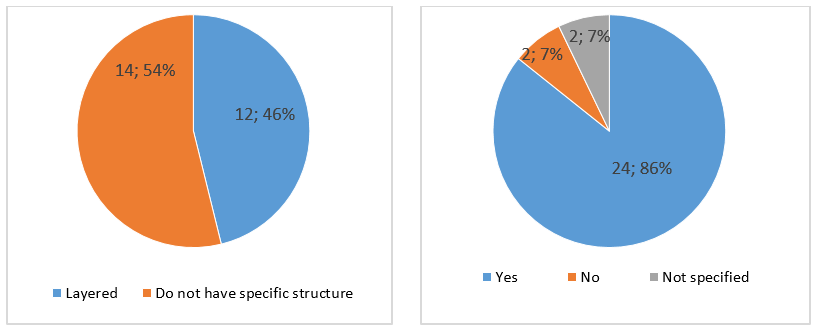 14; 54%
12; 46%
Layered
Do not have specific structure
2; 7%
2; 7%
24; 86%
Yes
No
Not specified